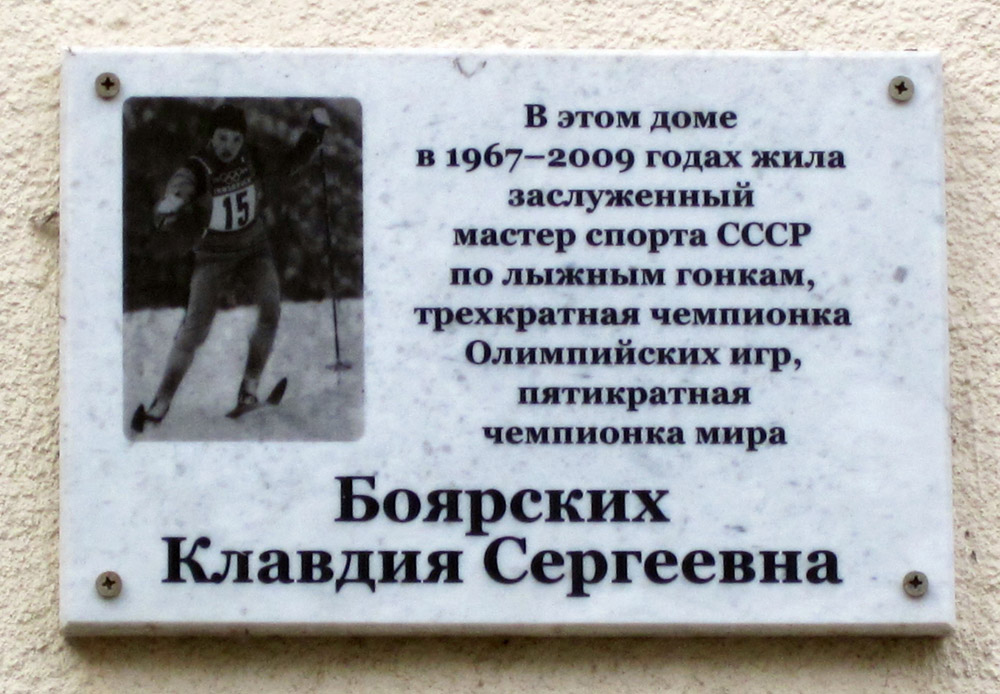 15
В этом доме
в 1967–2009 годах жила
заслуженный
мастер спорта СССР
по лыжным гонкам,
трехкратная чемпионка
Олимпийских игр,
пятикратная
чемпионка мира
Боярских
Клавдия Сергеевна